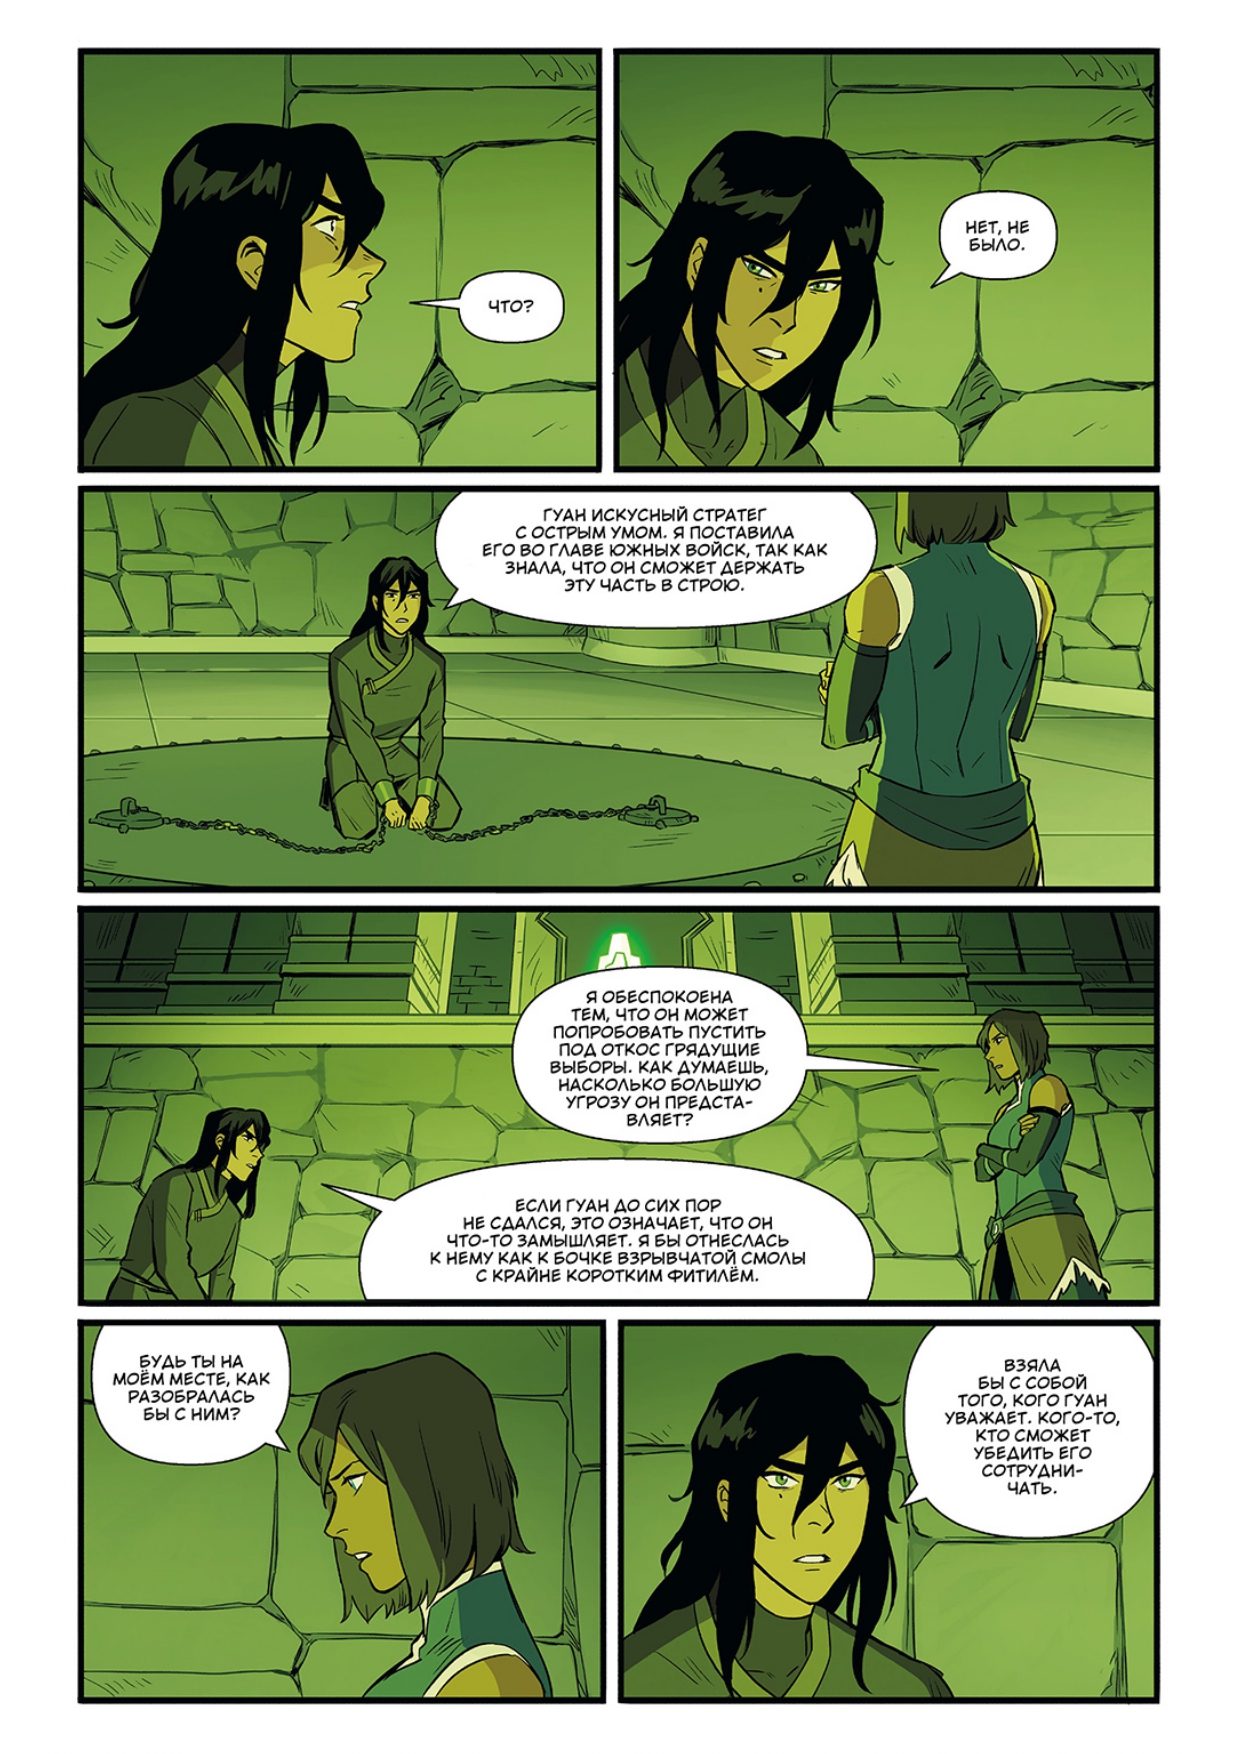 ЧТО?
НЕТ, НЕ
БЫЛО.
ГУАН ИСКУСНЫЙ СТРАТЕГ
С ОСТРЫМ УМОМ. Я ПОСТАВИЛА
ЕГО ВО ГЛАВЕ ЮЖНЫХ ВОЙСК, ТАК КАК
ЗНАЛА, ЧТО ОН СМОЖЕТ ДЕРЖАТЬ
ЭТУ ЧАСТЬ В СТРОЮ.
Я ОБЕСПОКОЕНА
ТЕМ, ЧТО ОН МОЖЕТ
ПОПРОБОВАТЬ ПУСТИТЬ
ПОД ОТКОС ГРЯДУЩИЕ
ВЫБОРЫ. КАК ДУМАЕШЬ,
НАСКОЛЬКО БОЛЬШУЮ
УГРОЗУ ОН ПРЕДСТА-
ВЛЯЕТ?
ЕСЛИ ГУАН ДО СИХ ПОР
НЕ СДАЛСЯ, ЭТО ОЗНАЧАЕТ, ЧТО ОН
ЧТО-ТО ЗАМЫШЛЯЕТ. Я БЫ ОТНЕСЛАСЬ
К НЕМУ КАК К БОЧКЕ ВЗРЫВЧАТОЙ СМОЛЫ
С КРАЙНЕ КОРОТКИМ ФИТИЛЁМ.
БУДЬ ТЫ НА
МОЁМ МЕСТЕ, КАК
РАЗОБРАЛАСЬ
БЫ С НИМ?
ВЗЯЛА
БЫ С СОБОЙ
ТОГО, КОГО ГУАН
УВАЖАЕТ. КОГО-ТО,
КТО СМОЖЕТ
УБЕДИТЬ ЕГО
СОТРУДНИ-
ЧАТЬ.